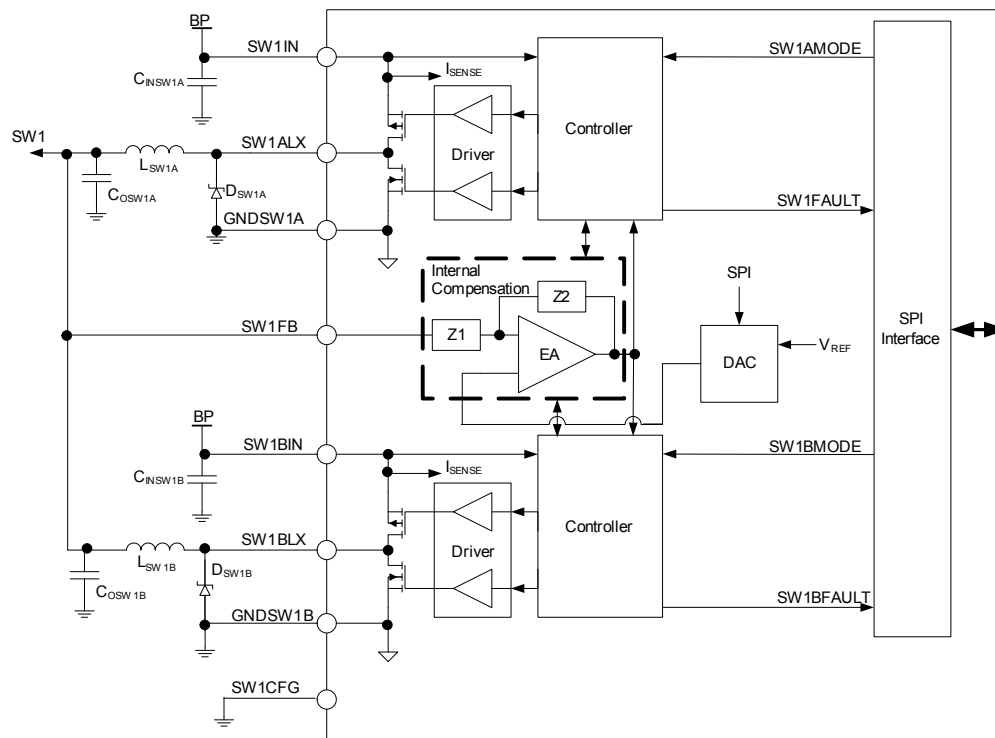 BP
SW1IN
SW1AMODE
CINSW1A
ISENSE
Controller
SW1
SW1ALX
Driver
LSW1A
COSW1A
DSW1A
GNDSW1A
SW1FAULT
Internal
Compensation
Z2
SPI
SW1FB
Z1
EA
DAC
VREF
SPI
Interface
BP
SW1BIN
SW1BMODE
CINSW1B
ISENSE
Controller
SW1BLX
Driver
LSW1B
DSW1B
COSW1B
GNDSW1B
SW1BFAULT
SW1CFG